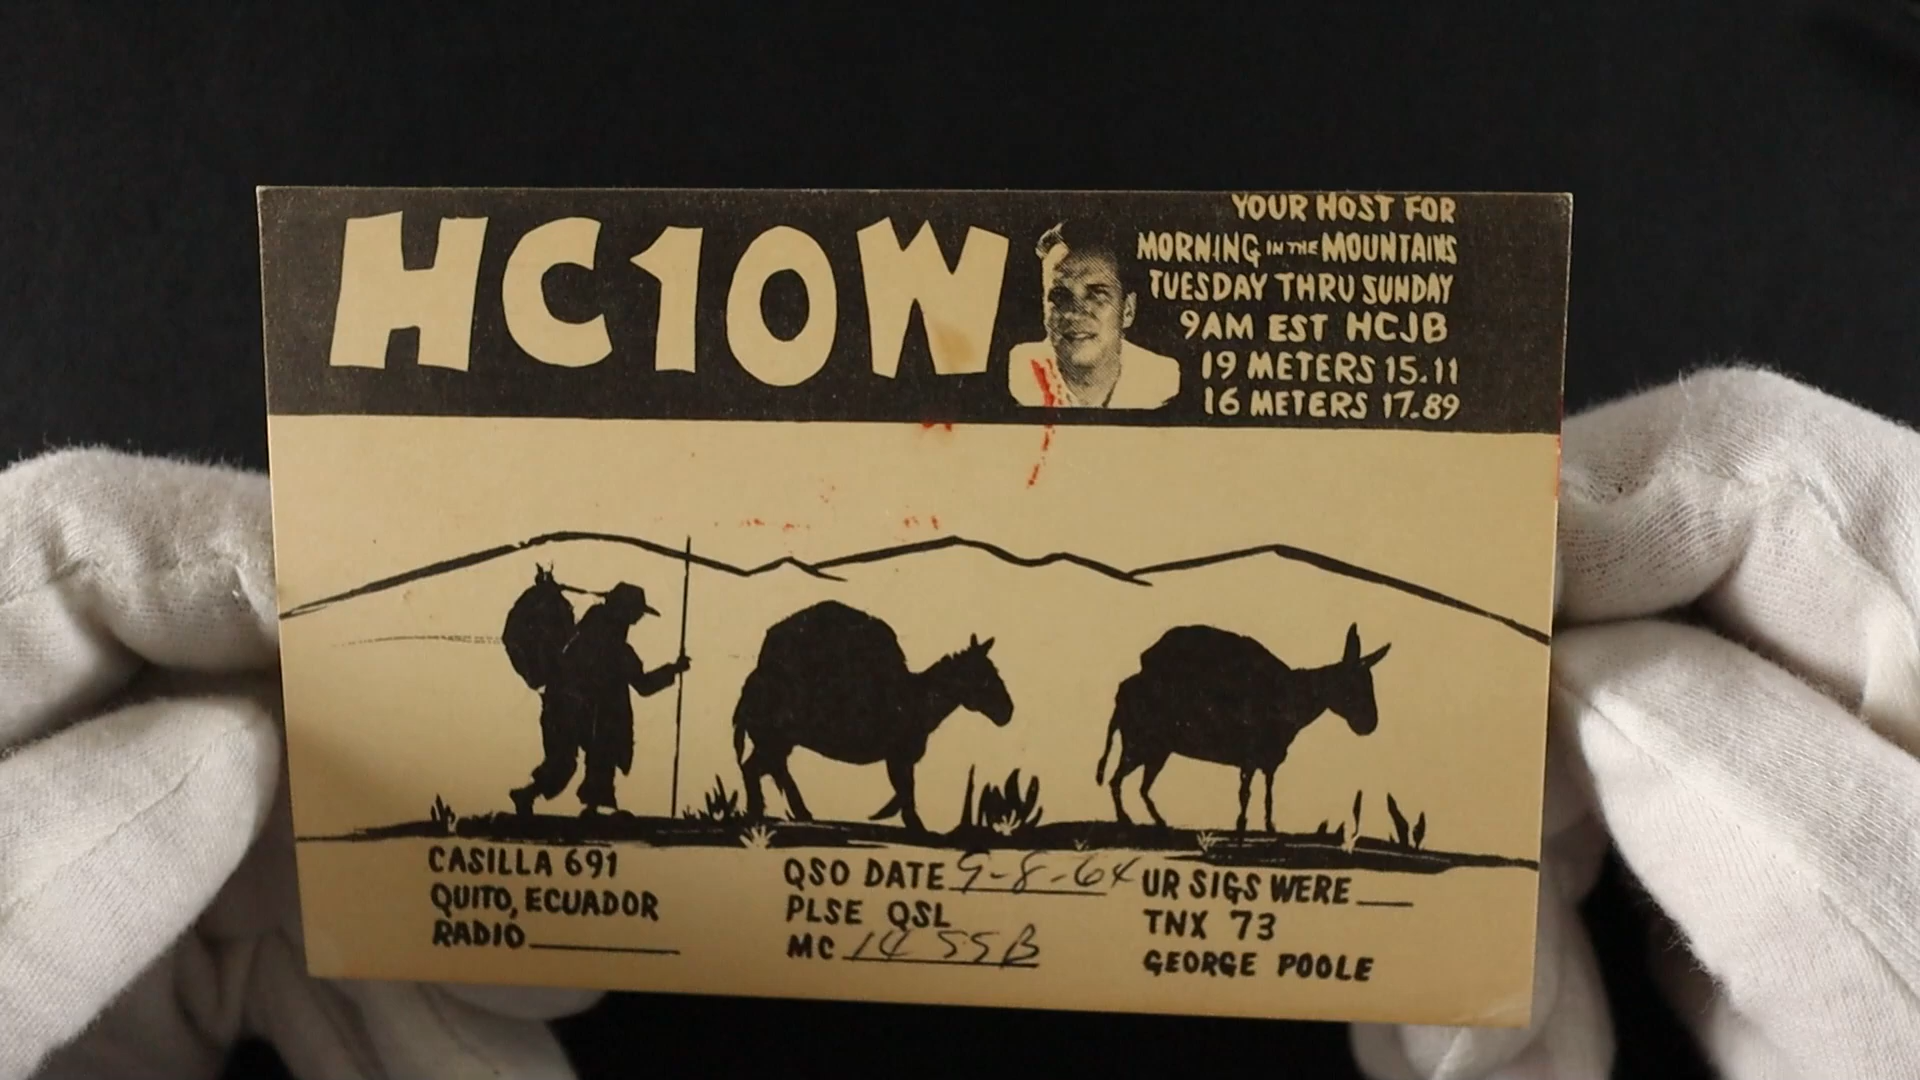 HC1OW
YOUR HOST FOR
MORNING IN THE MOUNTAINS
TUESDAY THRU SUNDAY
9AM EST HCJB
19 METERS 15.11
16 METERS 17.89
CASILLA 691
QUITO, ECUADOR
RADIO
QSO DATE 9-8-64
PLSE QSL
MC 14 SSB
UR SIGS WERE
TNX 73
GEORGE POOLE